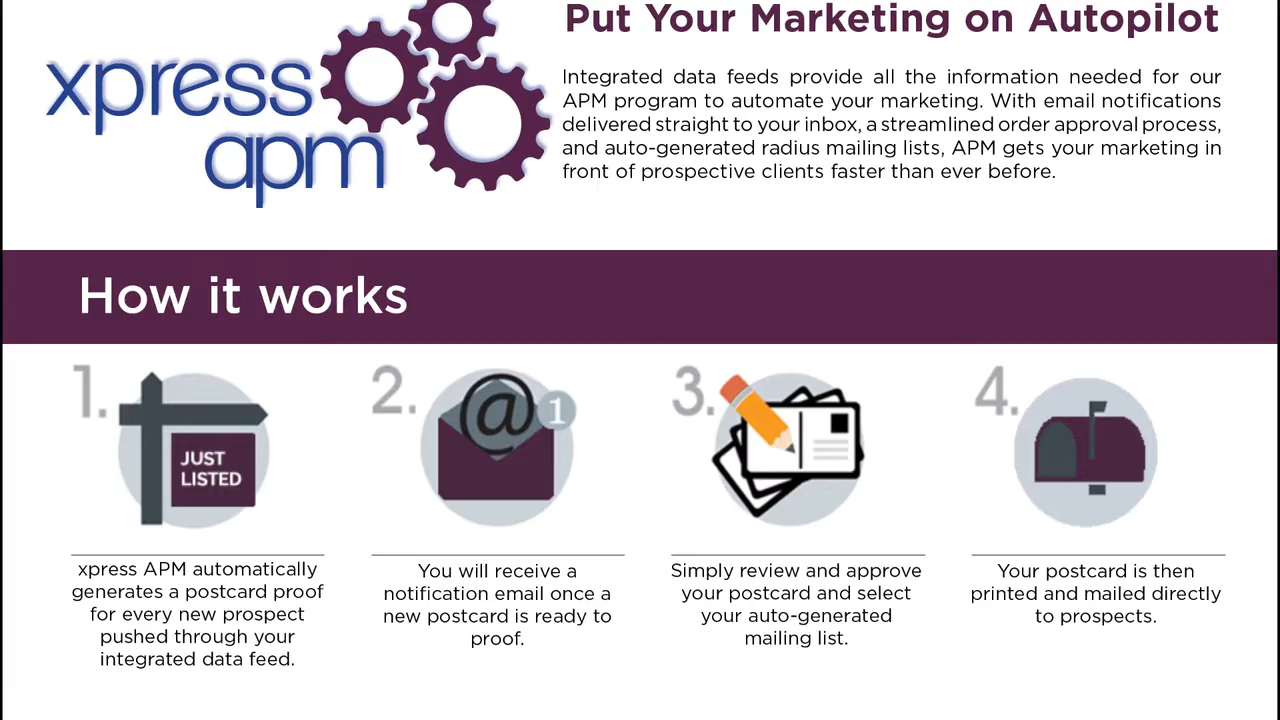 xpress
apm
Put Your Marketing on Autopilot
Integrated data feeds provide all the information needed for our
APM program to automate your marketing. With email notifications
delivered straight to your inbox, a streamlined order approval process,
and auto-generated radius mailing lists, APM gets your marketing in
front of prospective clients faster than ever before.
How it works
1.
JUST
LISTED
xpress APM automatically
generates a postcard proof
for every new prospect
pushed through your
integrated data feed.
2.
@
1
You will receive a
notification email once a
new postcard is ready to
proof.
3.
Simply review and approve
your postcard and select
your auto-generated
mailing list.
4.
Your postcard is then
printed and mailed directly
to prospects.